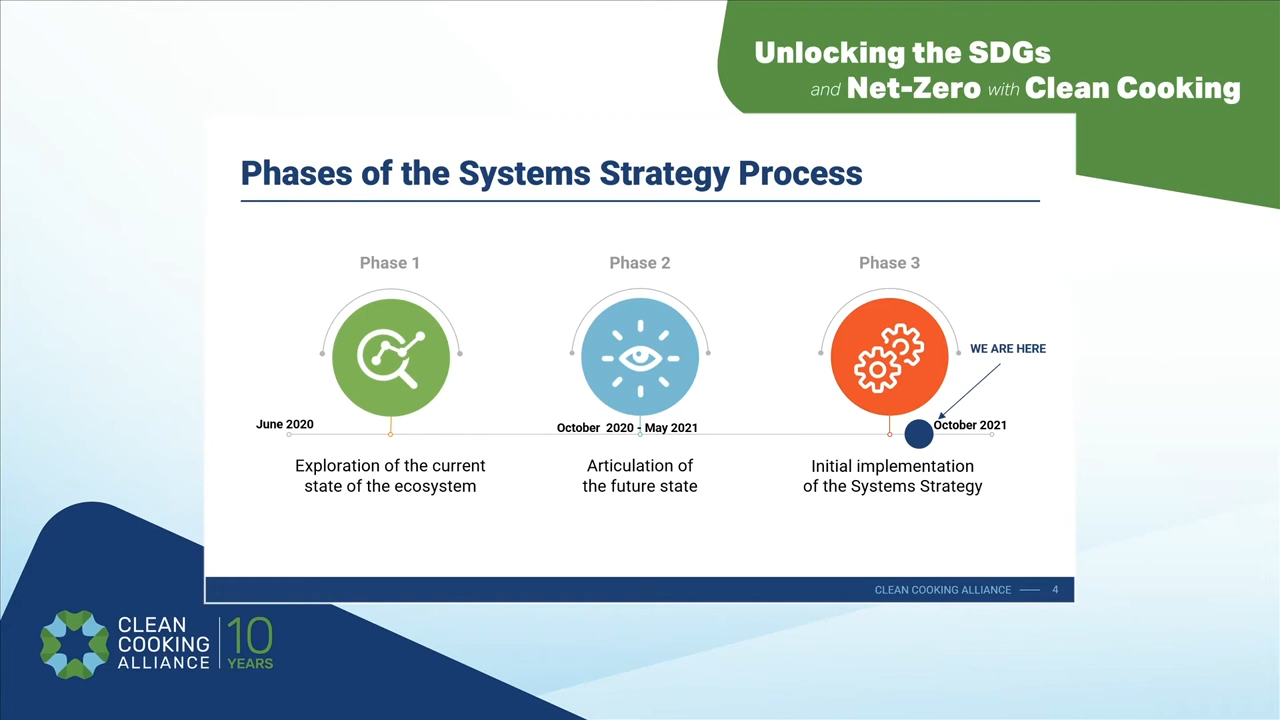 Unlocking the SDGs
and Net-Zero with Clean Cooking
Phases of the Systems Strategy Process
Phase 1
Phase 2
Phase 3
WE ARE HERE
June 2020
October 2020 - May 2021
October 2021
Exploration of the current
state of the ecosystem
Articulation of
the future state
Initial implementation
of the Systems Strategy
CLEAN COOKING ALLIANCE
4
CLEAN
COOKING
ALLIANCE
10
YEARS